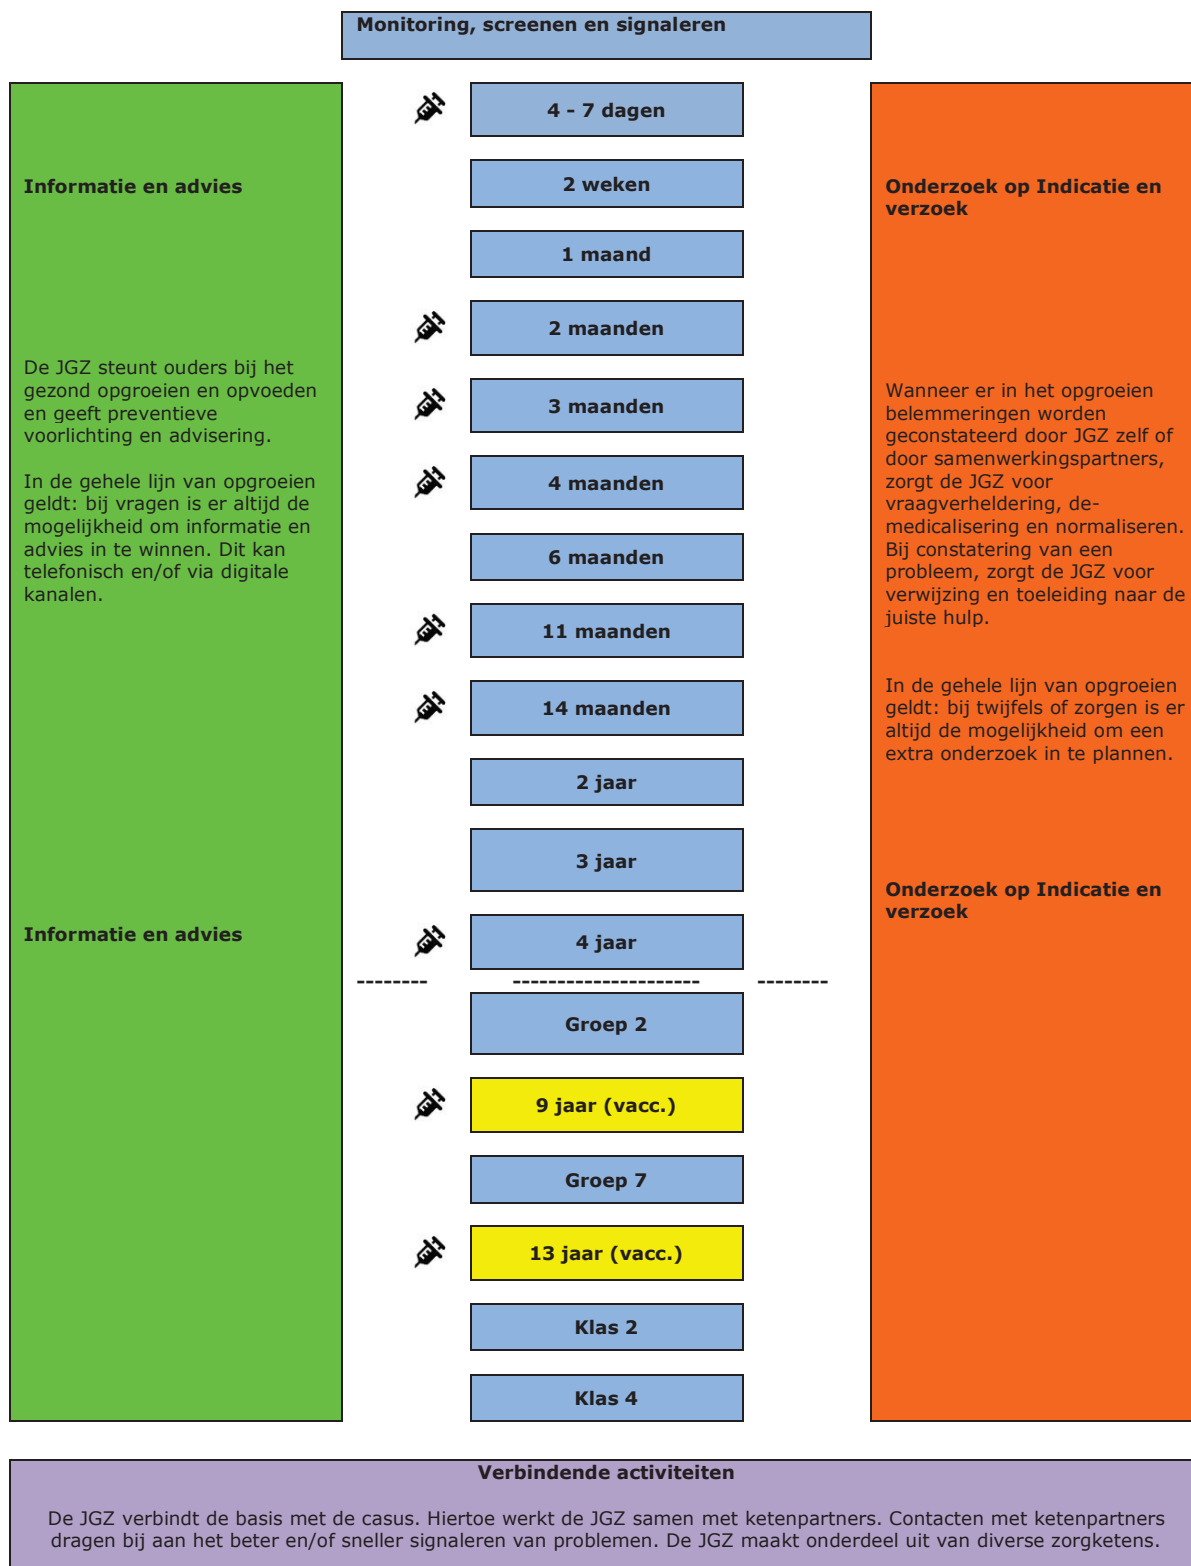 Monitoring, screenen en signaleren
Informatie en advies
De JGZ steunt ouders bij het
gezond opgroeien en opvoeden
en geeft preventieve
voorlichting en advisering.
In de gehele lijn van opgroeien
geldt: bij vragen is er altijd de
mogelijkheid om informatie en
advies in te winnen. Dit kan
telefonisch en/of via digitale
kanalen.
Informatie en advies
4 - 7 dagen
2 weken
1 maand
2 maanden
3 maanden
4 maanden
6 maanden
11 maanden
14 maanden
2 jaar
3 jaar
4 jaar
Groep 2
9 jaar (vacc.)
Groep 7
13 jaar (vacc.)
Klas 2
Klas 4
Onderzoek op Indicatie en
verzoek
Wanneer er in het opgroeien
belemmeringen worden
geconstateerd door JGZ zelf of
door samenwerkingspartners,
zorgt de JGZ voor
vraagverheldering, de-
medicalisering en normaliseren.
Bij constatering van een
probleem, zorgt de JGZ voor
verwijzing en toeleiding naar de
juiste hulp.
In de gehele lijn van opgroeien
geldt: bij twijfels of zorgen is er
altijd de mogelijkheid om een
extra onderzoek in te plannen.
Onderzoek op Indicatie en
verzoek
Verbindende activiteiten
De JGZ verbindt de basis met de casus. Hiertoe werkt de JGZ samen met ketenpartners. Contacten met ketenpartners
dragen bij aan het beter en/of sneller signaleren van problemen. De JGZ maakt onderdeel uit van diverse zorgketens.